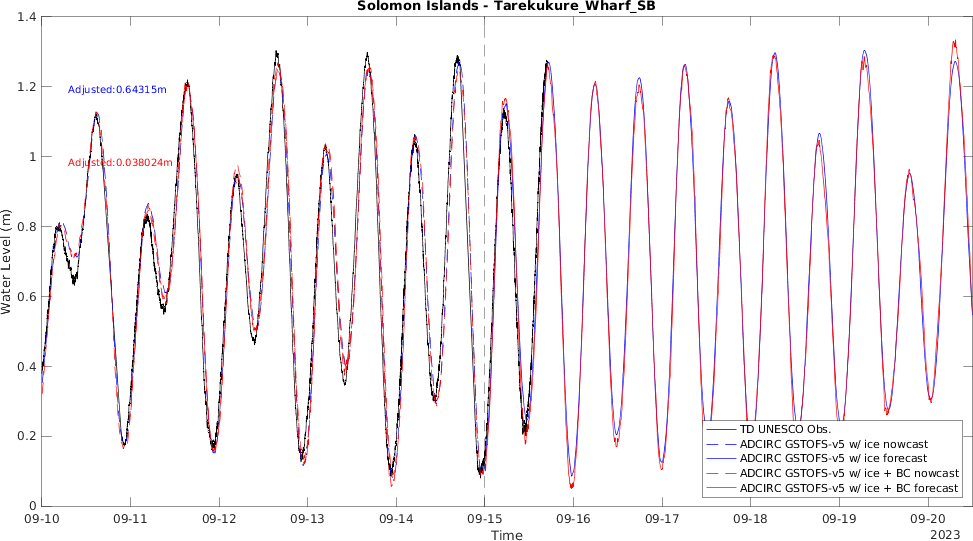 Solomon Islands - Tarekukure_Wharf_SB
1.4
1.2
1
0.8
0.6
0.4
0.2
0
Water Level (m)
Adjusted:0.64315m
Adjusted:0.038024m
TD UNESCO Obs.
ADCIRC GSTOFS-v5 w/ ice nowcast
ADCIRC GSTOFS-v5 w/ ice forecast
ADCIRC GSTOFS-v5 w/ ice + BC nowcast
ADCIRC GSTOFS-v5 w/ ice + BC forecast
09-10 09-11 09-12 09-13 09-14 09-15 09-16 09-17 09-18 09-19 09-20
Time
2023